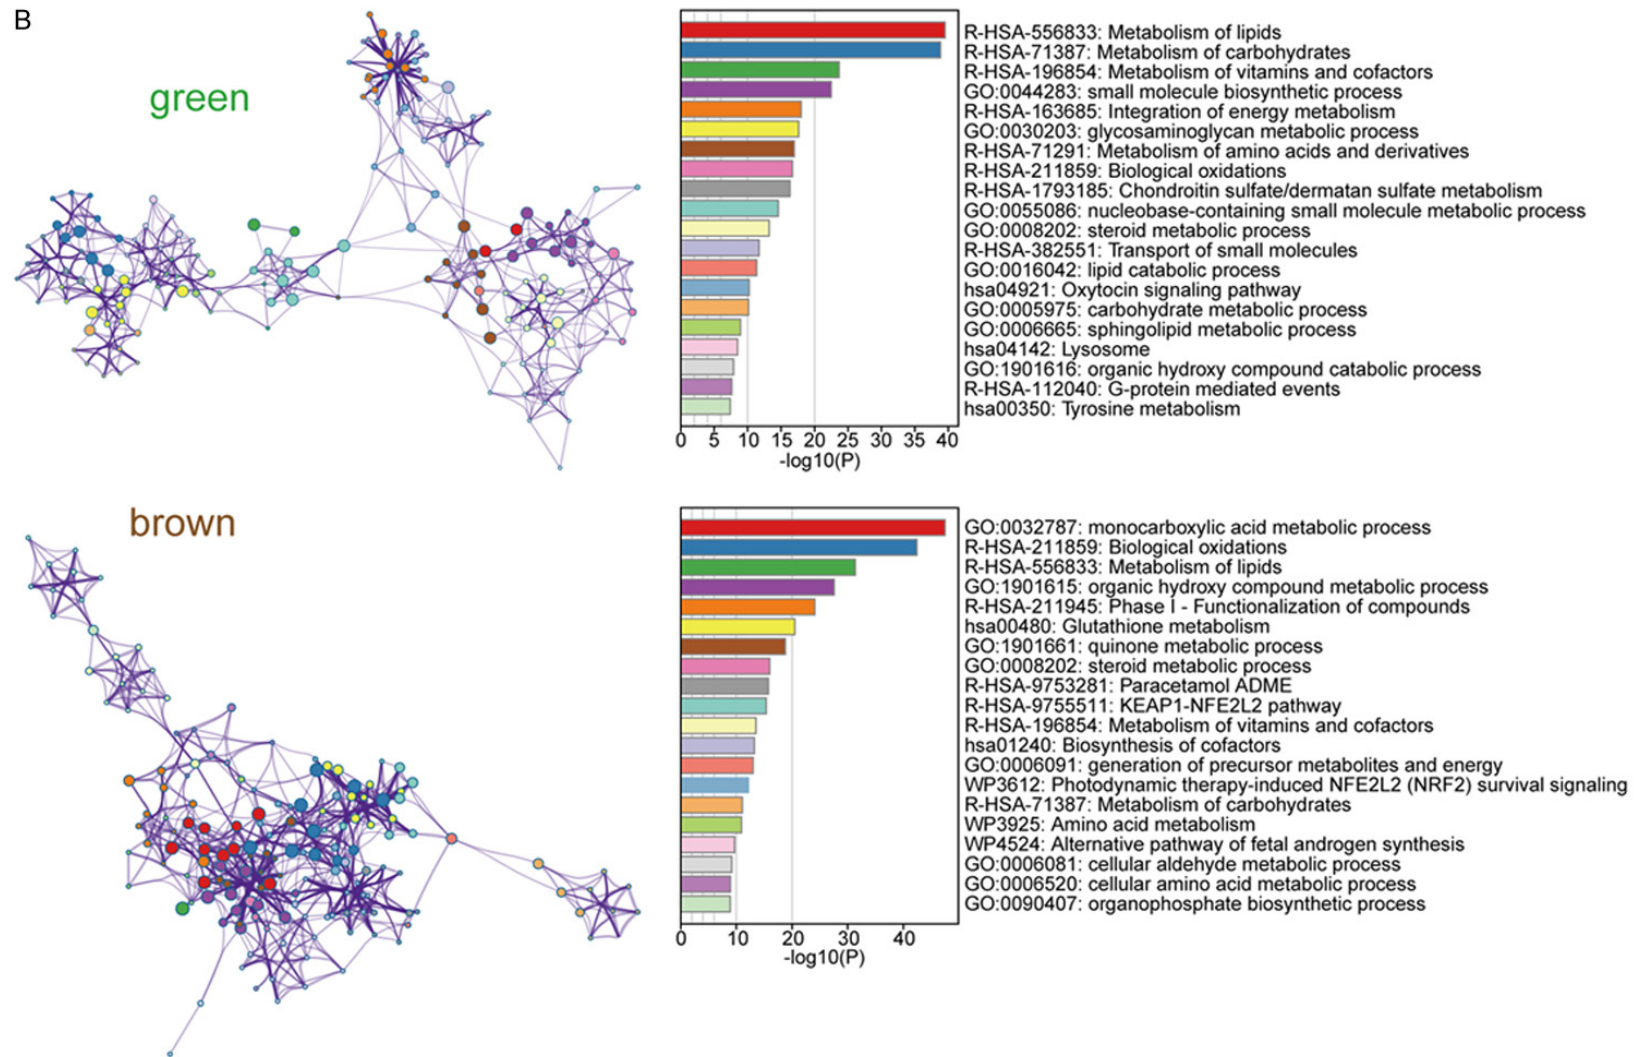 B
green
R-HSA-556833: Metabolism of lipids
R-HSA-71387: Metabolism of carbohydrates
R-HSA-196854: Metabolism of vitamins and cofactors
GO:0044283: small molecule biosynthetic process
R-HSA-163685: Integration of energy metabolism
GO:0030203: glycosaminoglycan metabolic process
R-HSA-71291: Metabolism of amino acids and derivatives
R-HSA-211859: Biological oxidations
R-HSA-1793185: Chondroitin sulfate/dermatan sulfate metabolism
GO:0055086: nucleobase-containing small molecule metabolic process
GO:0008202: steroid metabolic process
R-HSA-382551: Transport of small molecules
GO:0016042: lipid catabolic process
hsa04921: Oxytocin signaling pathway
GO:0005975: carbohydrate metabolic process
GO:0006665: sphingolipid metabolic process
hsa04142: Lysosome
GO:1901616: organic hydroxy compound catabolic process
R-HSA-112040: G-protein mediated events
hsa00350: Tyrosine metabolism
0 5 10 15 20 25 30 35 40
-log10(P)
brown
GO:0032787: monocarboxylic acid metabolic process
R-HSA-211859: Biological oxidations
R-HSA-556833: Metabolism of lipids
GO:1901615: organic hydroxy compound metabolic process
R-HSA-211945: Phase I - Functionalization of compounds
hsa00480: Glutathione metabolism
GO:1901661: quinone metabolic process
GO:0008202: steroid metabolic process
R-HSA-9753281: Paracetamol ADME
R-HSA-9755511: KEAP1-NFE2L2 pathway
R-HSA-196854: Metabolism of vitamins and cofactors
hsa01240: Biosynthesis of cofactors
GO:0006091: generation of precursor metabolites and energy
WP3612: Photodynamic therapy-induced NFE2L2 (NRF2) survival signaling
R-HSA-71387: Metabolism of carbohydrates
WP3925: Amino acid metabolism
WP4524: Alternative pathway of fetal androgen synthesis
GO:0006081: cellular aldehyde metabolic process
GO:0006520: cellular amino acid metabolic process
GO:0090407: organophosphate biosynthetic process
0 10 20 30 40
-log10(P)